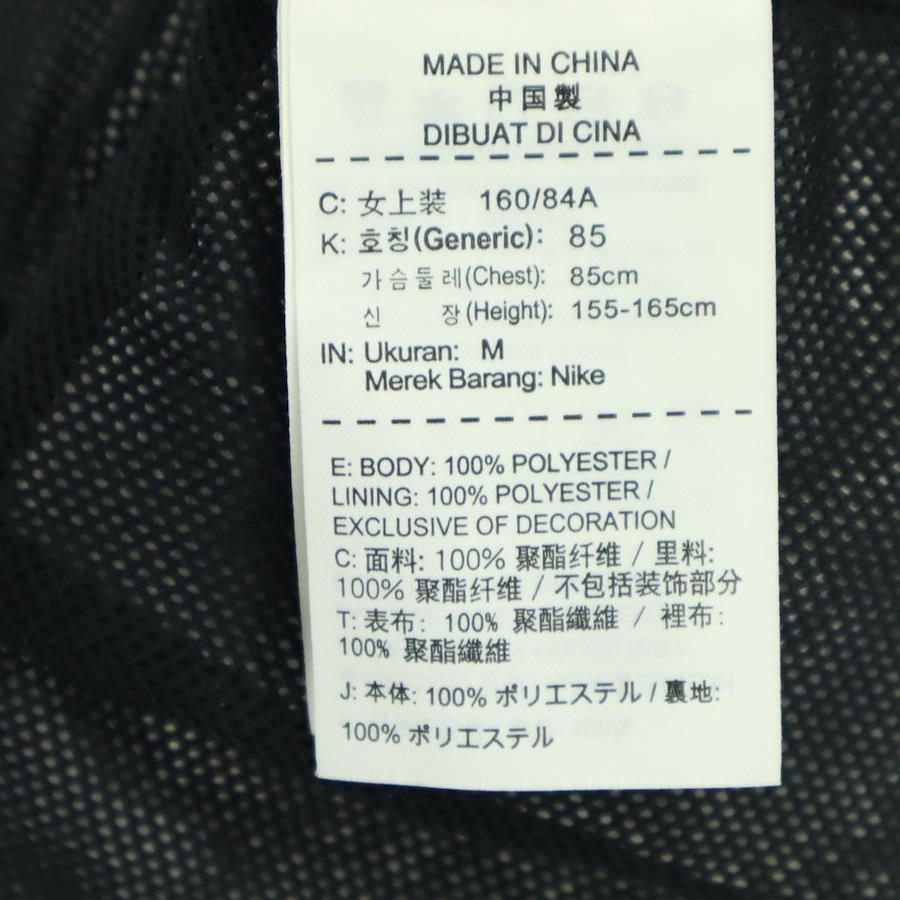 MADE IN CHINA
中国製
DIBUAT DI CINA
C: 女上装 160/84A
K: 호칭(Generic): 85
가슴둘레(Chest): 85cm
신 장(Height): 155-165cm
IN: Ukuran: M
Merek Barang: Nike
E: BODY: 100% POLYESTER /
LINING: 100% POLYESTER /
EXCLUSIVE OF DECORATION
C: 面料: 100% 聚酯纤维 / 里料:
100% 聚酯纤维 / 不包括装饰部分
T: 表布: 100% 聚酯纖維 / 裡布:
100% 聚酯纖維
J: 本体: 100% ポリエステル / 裏地:
100% ポリエステル